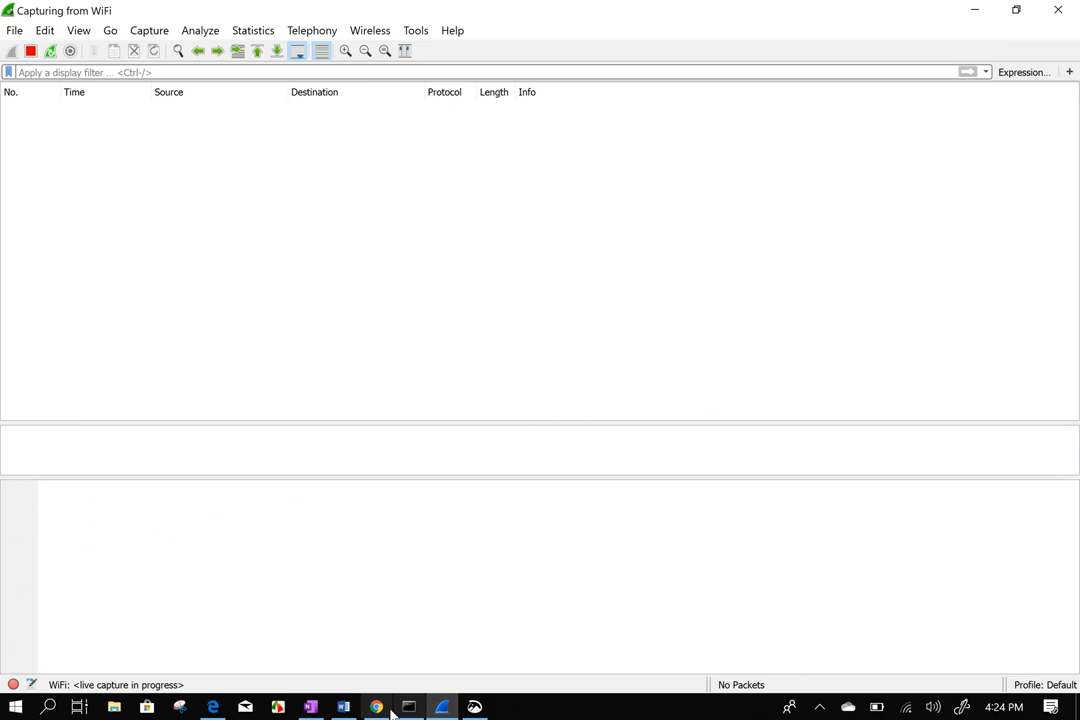 Capturing from WiFi
File Edit View Go Capture Analyze Statistics Telephony Wireless Tools Help
Apply a display filter ... <Ctrl-/> Expression... +
No. Time Source Destination Protocol Length Info
WiFi: <live capture in progress> No Packets Profile: Default
4:24 PM